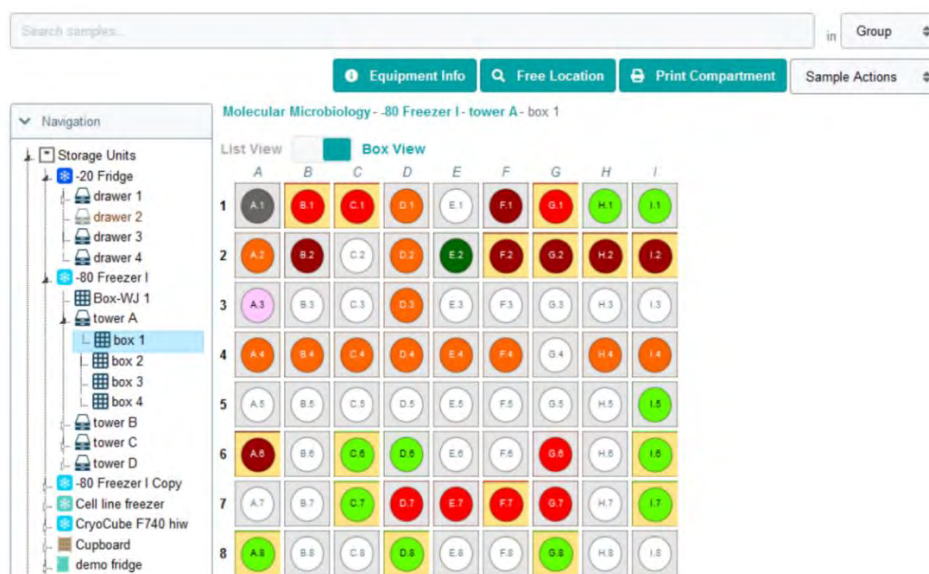 Search samples...
in Group
Equipment Info Free Location Print Compartment Sample Actions
Navigation
Molecular Microbiology - -80 Freezer I - tower A - box 1
List View Box View
Storage Units
-20 Fridge
drawer 1
drawer 2
drawer 3
drawer 4
-80 Freezer I
Box-WJ 1
tower A
box 1
box 2
box 3
box 4
tower B
tower C
tower D
-80 Freezer I Copy
Cell line freezer
CryoCube F740 hiw
Cupboard
demo fridge
A B C D E F G H I
1 A.1 B.1 C.1 D.1 E.1 F.1 G.1 H.1 I.1
2 A.2 B.2 C.2 D.2 E.2 F.2 G.2 H.2 I.2
3 A.3 B.3 C.3 D.3 E.3 F.3 G.3 H.3 I.3
4 A.4 B.4 C.4 D.4 E.4 F.4 G.4 H.4 I.4
5 A.5 B.5 C.5 D.5 E.5 F.5 G.5 H.5 I.5
6 A.6 B.6 C.6 D.6 E.6 F.6 G.6 H.6 I.6
7 A.7 B.7 C.7 D.7 E.7 F.7 G.7 H.7 I.7
8 A.8 B.8 C.8 D.8 E.8 F.8 G.8 H.8 I.8